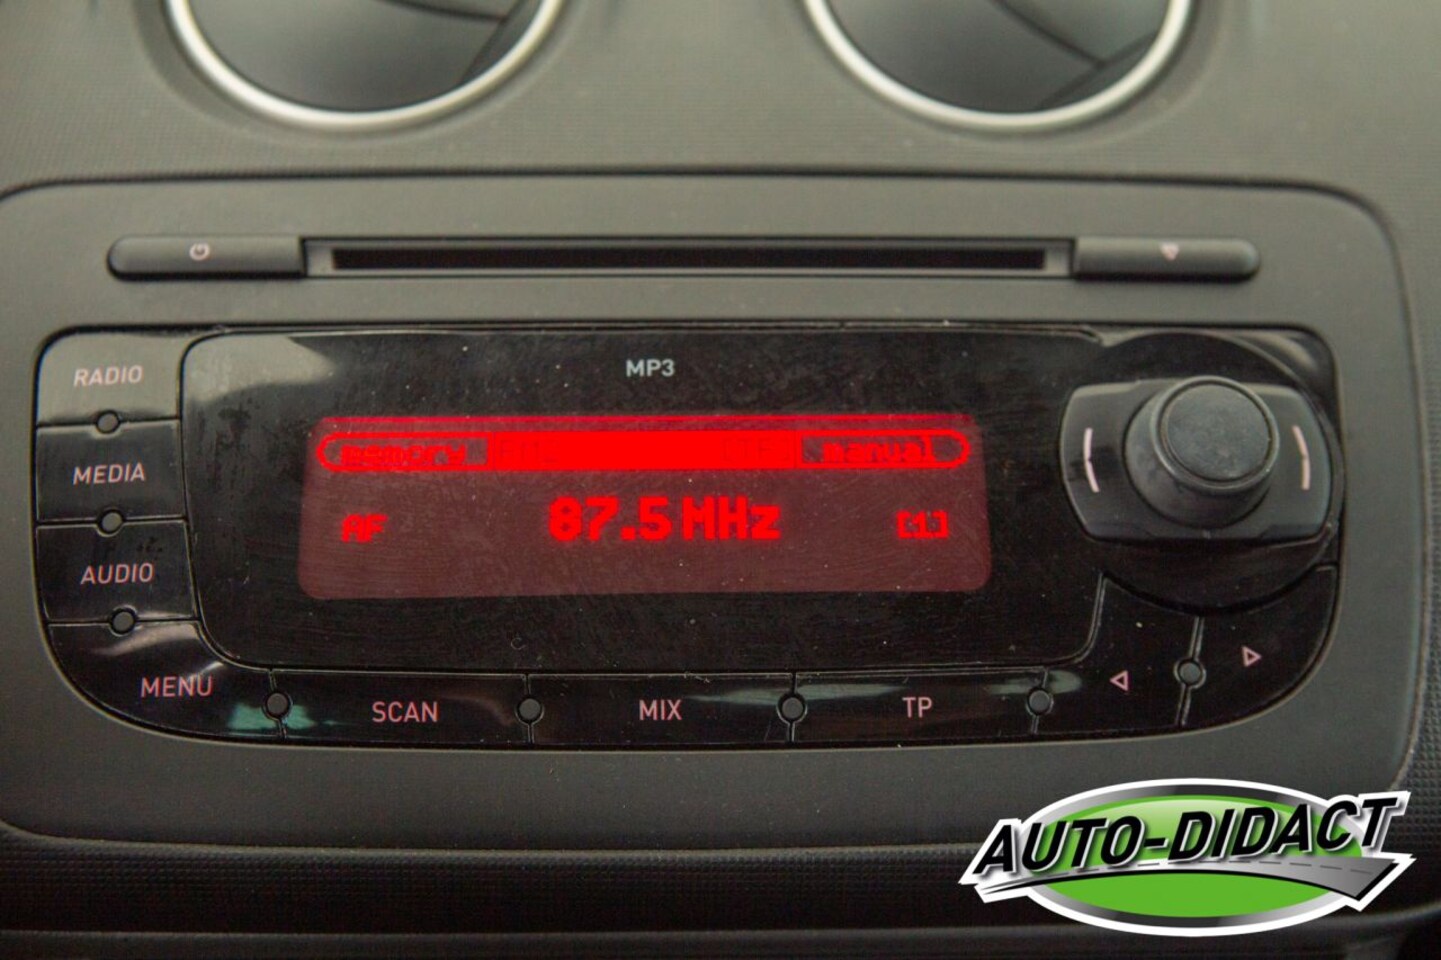 MP3
RADIO
memory
manual
MEDIA
AF 87.5 MHz [1]
AUDIO
MENU
SCAN MIX TP
AUTO-DIDACT